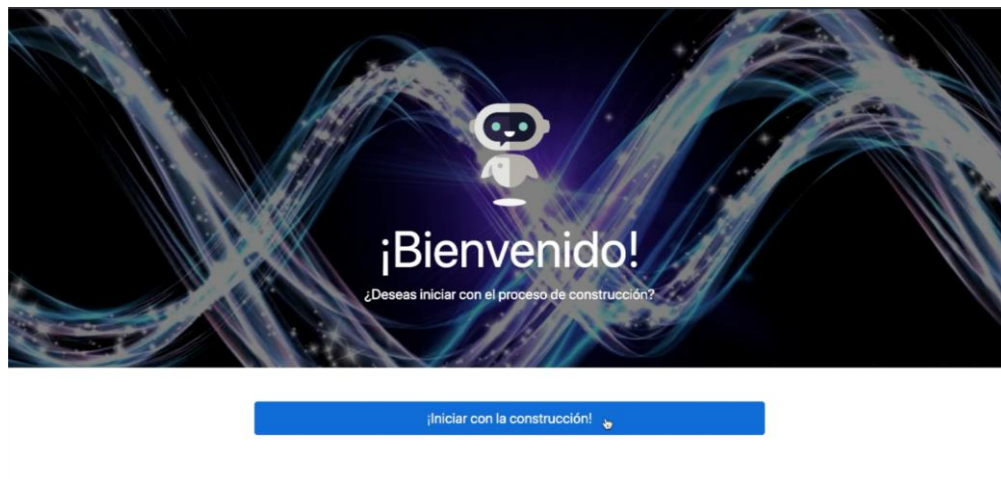 ¡Bienvenido!
¿Deseas iniciar con el proceso de construcción?
¡Iniciar con la construcción!